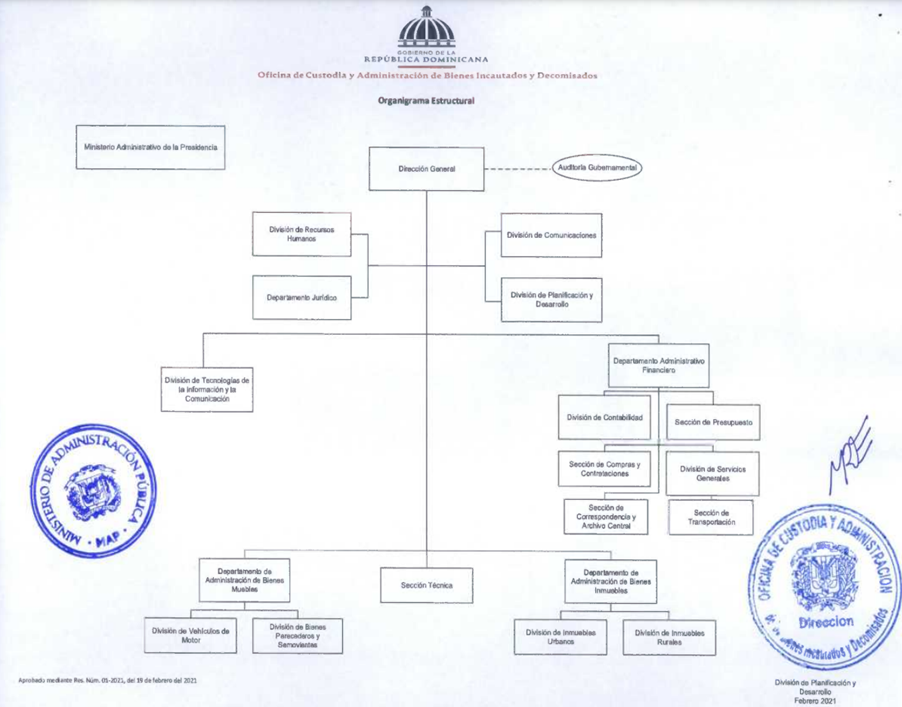 GOBIERNO DE LA
REPÚBLICA DOMINICANA
Oficina de Custodia y Administración de Bienes Incautados y Decomisados
Organigrama Estructural
Ministerio Administrativo de la Presidencia
Dirección General
Auditoría Gubernamental
División de Recursos
Humanos
División de Comunicaciones
Departamento Jurídico
División de Planificación y
Desarrollo
División de Tecnologías de
la Información y la
Comunicación
Departamento Administrativo
Financiero
División de Contabilidad
Sección de Presupuesto
Sección de Compras y
Contrataciones
División de Servicios
Generales
Sección de
Correspondencia y
Archivo Central
Sección de
Transportación
MINISTERIO DE ADMINISTRACIÓN PÚBLICA
· MAP ·
OFICINA DE CUSTODIA Y ADMINISTRACION
Direccion
de Bienes Incautados y Decomisados
Departamento de
Administración de Bienes
Muebles
Sección Técnica
Departamento de
Administración de Bienes
Inmuebles
División de Vehículos de
Motor
División de Bienes
Perecederos y
Semovientes
División de Inmuebles
Urbanos
División de Inmuebles
Rurales
Aprobado mediante Res. Núm. 01-2021, del 19 de febrero del 2021
División de Planificación y
Desarrollo
Febrero 2021